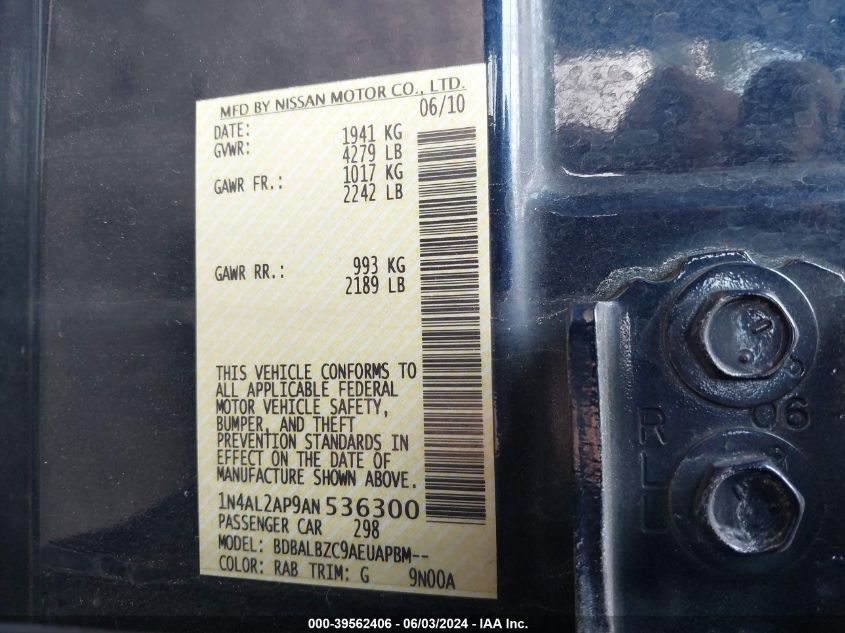 MFD BY NISSAN MOTOR CO., LTD.
DATE: 06/10
GVWR: 1941 KG
4279 LB
GAWR FR.: 1017 KG
2242 LB
GAWR RR.: 993 KG
2189 LB
THIS VEHICLE CONFORMS TO
ALL APPLICABLE FEDERAL
MOTOR VEHICLE SAFETY,
BUMPER, AND THEFT
PREVENTION STANDARDS IN
EFFECT ON THE DATE OF
MANUFACTURE SHOWN ABOVE.
1N4AL2AP9AN536300
PASSENGER CAR 298
MODEL: BDBALBZC9AEUAPBM--
COLOR: RAB TRIM: G 9N00A
06
000-39562406 - 06/03/2024 - IAA Inc.